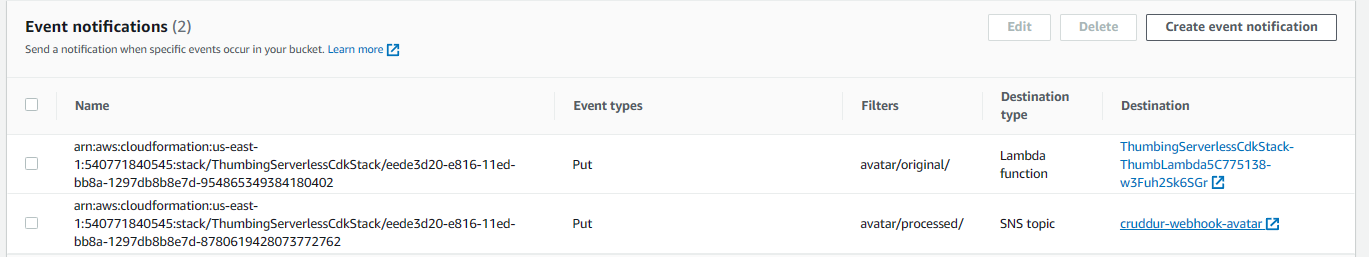 Event notifications (2)
Edit
Delete
Create event notification
Send a notification when specific events occur in your bucket. Learn more
Name
Event types
Filters
Destination
type
Destination
arn:aws:cloudformation:us-east-
1:540771840545:stack/ThumbingServerlessCdkStack/eede3d20-e816-11ed-
bb8a-1297db8b8e7d-954865349384180402
Put
avatar/original/
Lambda
function
ThumbingServerlessCdkStack-
ThumbLambda5C775138-
w3Fuh2Sk6SGr
arn:aws:cloudformation:us-east-
1:540771840545:stack/ThumbingServerlessCdkStack/eede3d20-e816-11ed-
bb8a-1297db8b8e7d-8780619428073772762
Put
avatar/processed/
SNS topic
cruddur-webhook-avatar